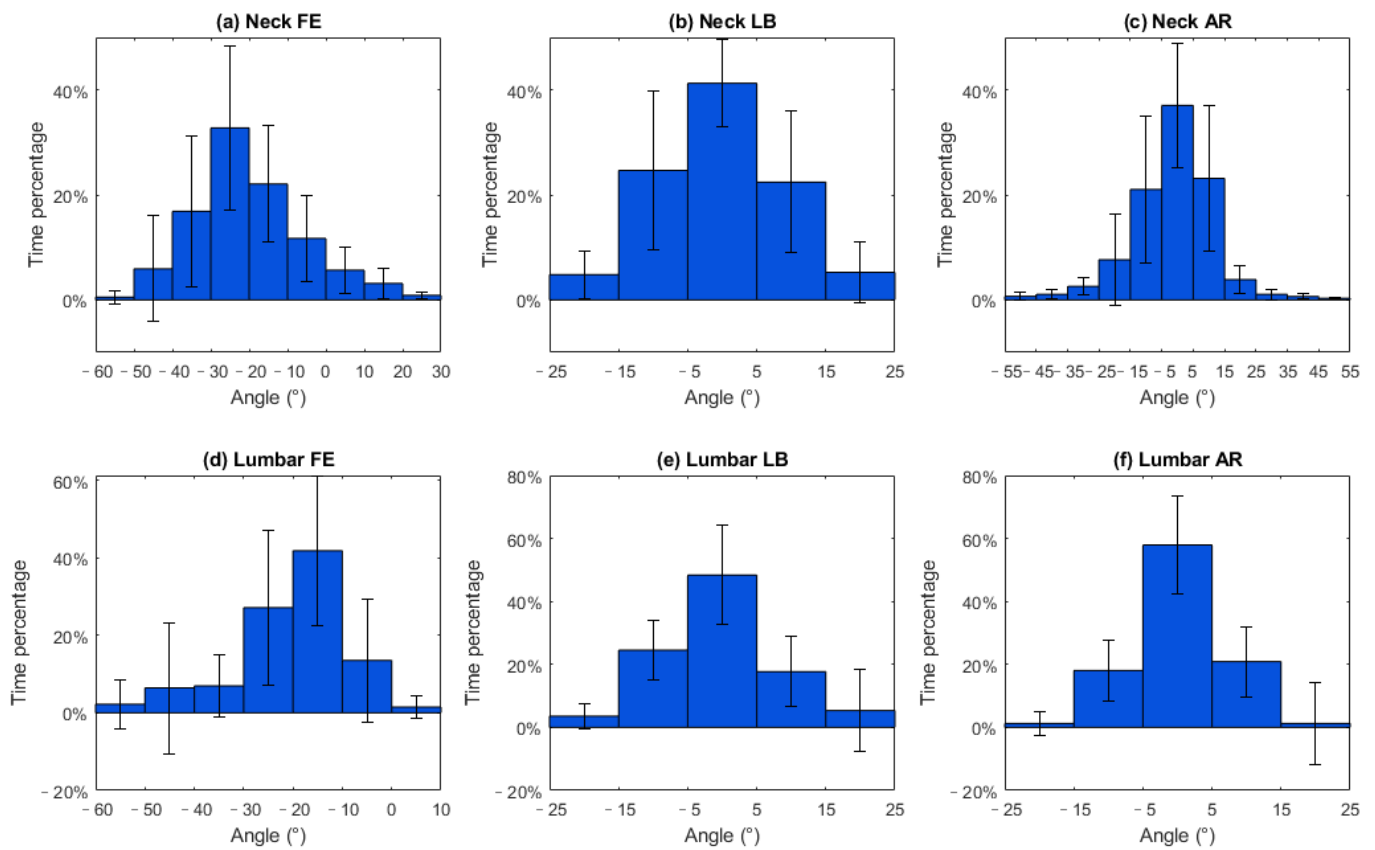 (a) Neck FE
(b) Neck LB
(c) Neck AR
Time percentage
40%
20%
0%
-60 -50 -40 -30 -20 -10 0 10 20 30
Angle (°)
Time percentage
40%
20%
0%
-25 -15 -5 5 15 25
Angle (°)
Time percentage
40%
20%
0%
-55 -45 -35 -25 -15 -5 5 15 25 35 45 55
Angle (°)
(d) Lumbar FE
(e) Lumbar LB
(f) Lumbar AR
Time percentage
60%
40%
20%
0%
-20%
-60 -50 -40 -30 -20 -10 0 10
Angle (°)
Time percentage
80%
60%
40%
20%
0%
-20%
-25 -15 -5 5 15 25
Angle (°)
Time percentage
80%
60%
40%
20%
0%
-20%
-25 -15 -5 5 15 25
Angle (°)